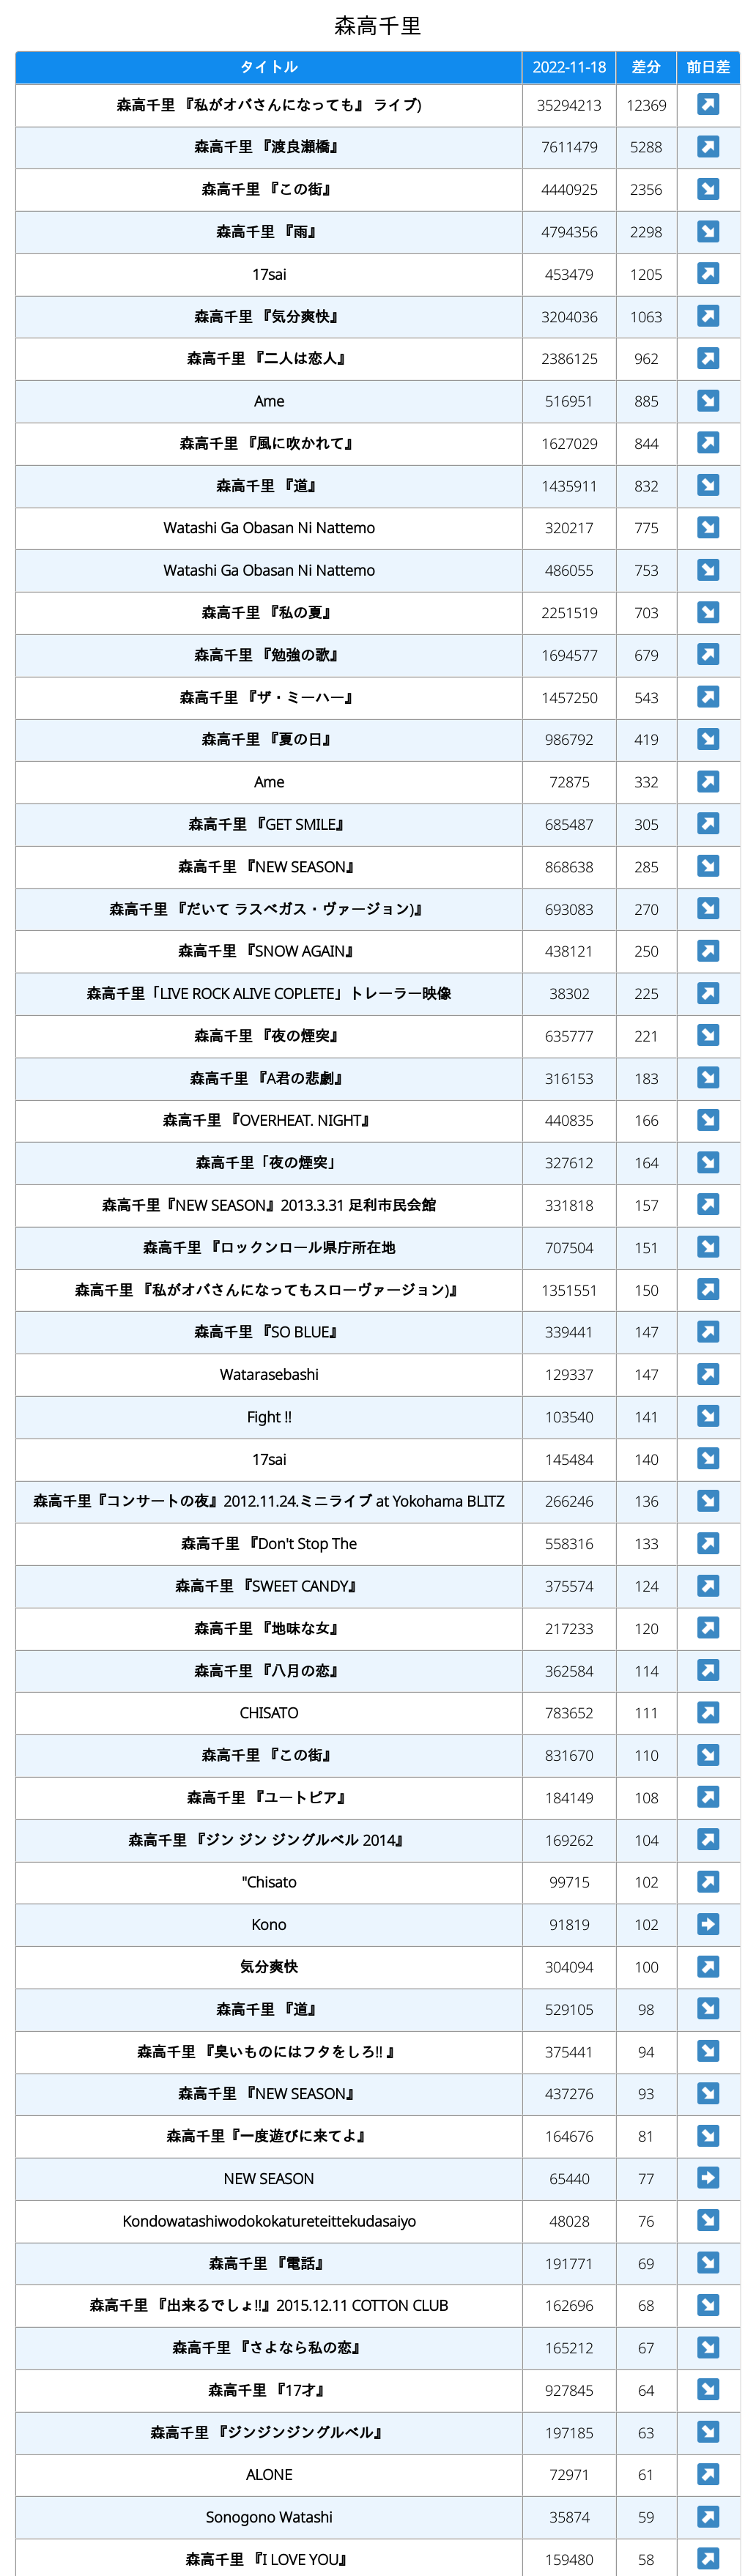 森高千里
タイトル 2022-11-18 差分 前日差
森高千里 『私がオバさんになっても』 ライブ) 35294213 12369 ↗
森高千里 『渡良瀬橋』 7611479 5288 ↗
森高千里 『この街』 4440925 2356 ↘
森高千里 『雨』 4794356 2298 ↘
17sai 453479 1205 ↗
森高千里 『気分爽快』 3204036 1063 ↗
森高千里 『二人は恋人』 2386125 962 ↗
Ame 516951 885 ↘
森高千里 『風に吹かれて』 1627029 844 ↗
森高千里 『道』 1435911 832 ↘
Watashi Ga Obasan Ni Nattemo 320217 775 ↘
Watashi Ga Obasan Ni Nattemo 486055 753 ↘
森高千里 『私の夏』 2251519 703 ↘
森高千里 『勉強の歌』 1694577 679 ↗
森高千里 『ザ・ミーハー』 1457250 543 ↗
森高千里 『夏の日』 986792 419 ↘
Ame 72875 332 ↗
森高千里 『GET SMILE』 685487 305 ↗
森高千里 『NEW SEASON』 868638 285 ↘
森高千里 『だいて ラスベガス・ヴァージョン)』 693083 270 ↘
森高千里 『SNOW AGAIN』 438121 250 ↗
森高千里「LIVE ROCK ALIVE COPLETE」トレーラー映像 38302 225 ↗
森高千里 『夜の煙突』 635777 221 ↘
森高千里 『A君の悲劇』 316153 183 ↘
森高千里 『OVERHEAT. NIGHT』 440835 166 ↘
森高千里「夜の煙突」 327612 164 ↘
森高千里『NEW SEASON』2013.3.31 足利市民会館 331818 157 ↗
森高千里 『ロックンロール県庁所在地 707504 151 ↘
森高千里 『私がオバさんになってもスローヴァージョン)』 1351551 150 ↗
森高千里 『SO BLUE』 339441 147 ↗
Watarasebashi 129337 147 ↗
Fight !! 103540 141 ↘
17sai 145484 140 ↘
森高千里『コンサートの夜』2012.11.24.ミニライブ at Yokohama BLITZ 266246 136 ↘
森高千里 『Don't Stop The 558316 133 ↗
森高千里 『SWEET CANDY』 375574 124 ↗
森高千里 『地味な女』 217233 120 ↗
森高千里 『八月の恋』 362584 114 ↗
CHISATO 783652 111 ↗
森高千里 『この街』 831670 110 ↘
森高千里 『ユートピア』 184149 108 ↗
森高千里 『ジン ジン ジングルベル 2014』 169262 104 ↗
"Chisato 99715 102 ↗
Kono 91819 102 →
気分爽快 304094 100 ↗
森高千里 『道』 529105 98 ↘
森高千里 『臭いものにはフタをしろ!! 』 375441 94 ↘
森高千里 『NEW SEASON』 437276 93 ↘
森高千里『一度遊びに来てよ』 164676 81 ↘
NEW SEASON 65440 77 →
Kondowatashiwodokokatureteittekudasaiyo 48028 76 ↘
森高千里 『電話』 191771 69 ↘
森高千里 『出来るでしょ!!』2015.12.11 COTTON CLUB 162696 68 ↘
森高千里 『さよなら私の恋』 165212 67 ↘
森高千里 『17才』 927845 64 ↘
森高千里 『ジンジンジングルベル』 197185 63 ↘
ALONE 72971 61 ↗
Sonogono Watashi 35874 59 ↗
森高千里 『I LOVE YOU』 159480 58 ↗